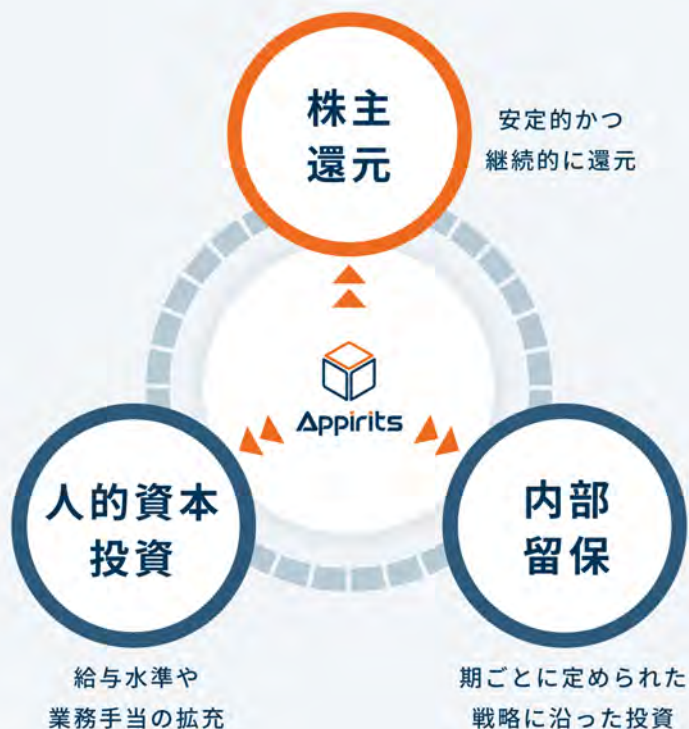 株主
還元
安定的かつ
継続的に還元
Appirits
人的資本
投資
給与水準や
業務手当の拡充
内部
留保
期ごとに定められた
戦略に沿った投資